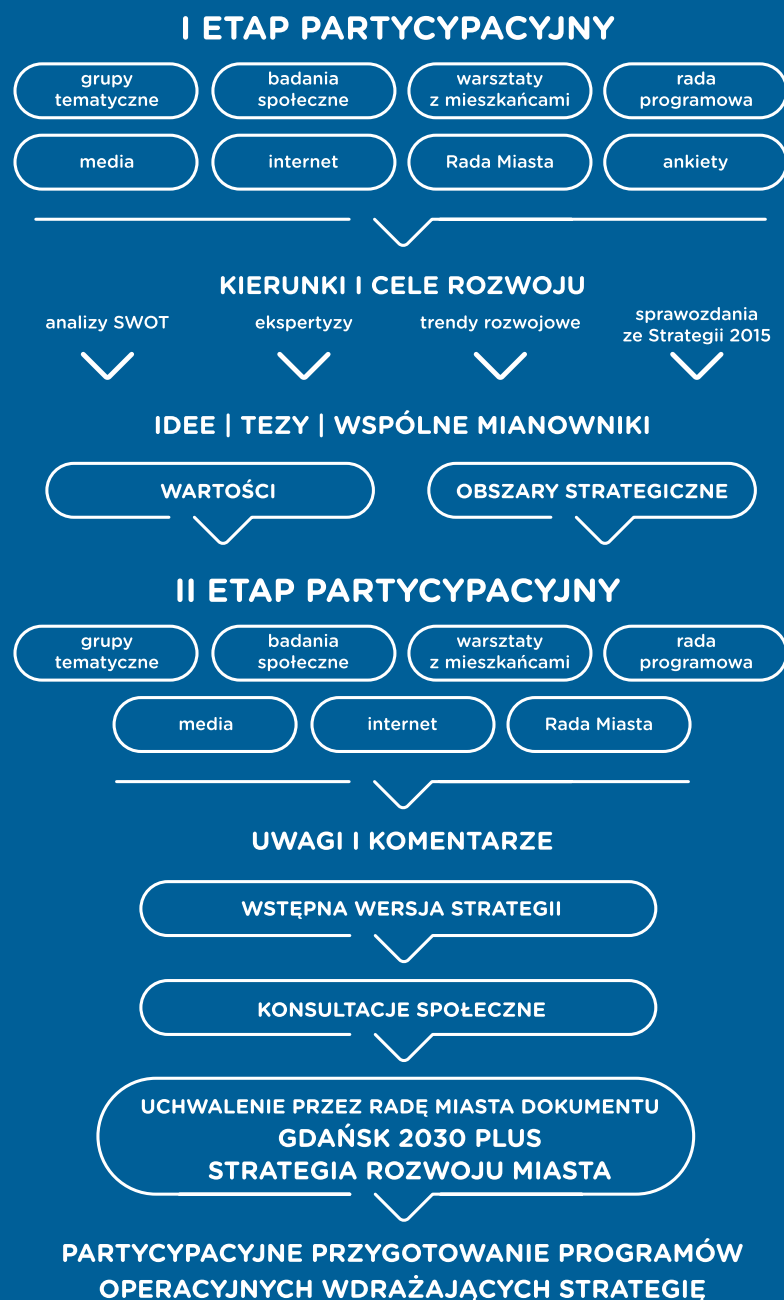 I ETAP PARTYCYPACYJNY
grupy
tematyczne
badania
społeczne
warsztaty
z mieszkańcami
rada
programowa
media
internet
Rada Miasta
ankiety
KIERUNKI I CELE ROZWOJU
analizy SWOT
ekspertyzy
trendy rozwojowe
sprawozdania
ze Strategii 2015
IDEE | TEZY | WSPÓLNE MIANOWNIKI
WARTOŚCI
OBSZARY STRATEGICZNE
II ETAP PARTYCYPACYJNY
grupy
tematyczne
badania
społeczne
warsztaty
z mieszkańcami
rada
programowa
media
internet
Rada Miasta
UWAGI I KOMENTARZE
WSTĘPNA WERSJA STRATEGII
KONSULTACJE SPOŁECZNE
UCHWALENIE PRZEZ RADĘ MIASTA DOKUMENTU
GDAŃSK 2030 PLUS
STRATEGIA ROZWOJU MIASTA
PARTYCYPACYJNE PRZYGOTOWANIE PROGRAMÓW
OPERACYJNYCH WDRAŻAJĄCYCH STRATEGIĘ